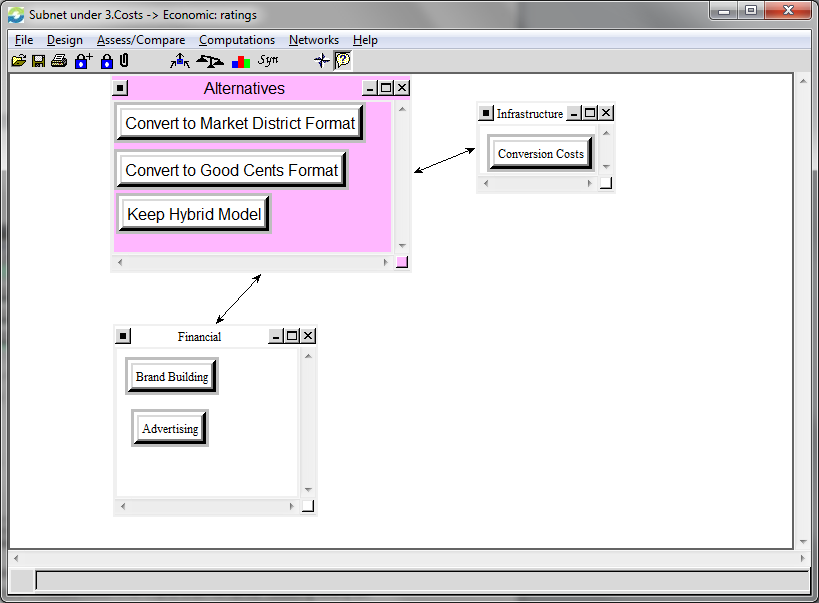 Subnet under 3.Costs -> Economic: ratings
File Design Assess/Compare Computations Networks Help
Syn
Alternatives
Convert to Market District Format
Convert to Good Cents Format
Keep Hybrid Model
Infrastructure
Conversion Costs
Financial
Brand Building
Advertising